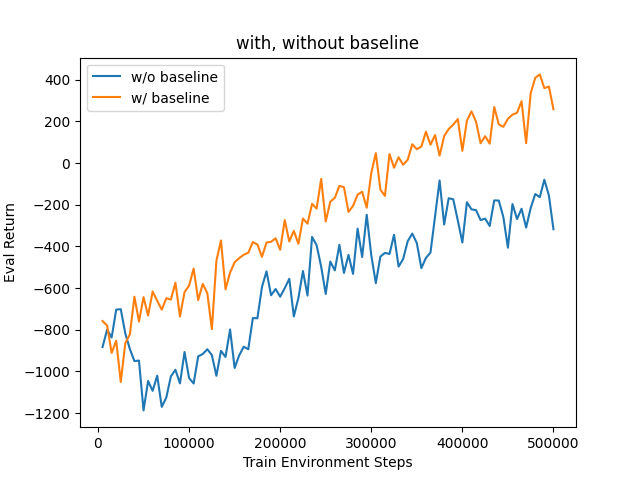 with, without baseline
w/o baseline
w/ baseline
400
200
0
−200
−400
−600
−800
−1000
−1200
Eval Return
0 100000 200000 300000 400000 500000
Train Environment Steps